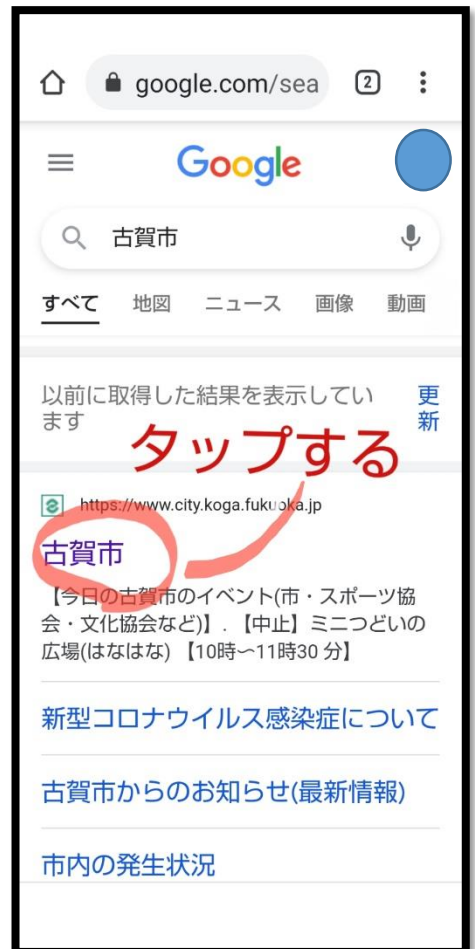 google.com/sea
2
Google
古賀市
すべて 地図 ニュース 画像 動画
以前に取得した結果を表示してい
ます
更
新
タップする
https://www.city.koga.fukuoka.jp
古賀市
【今日の古賀市のイベント(市・スポーツ協
会・文化協会など)】. 【中止】ミニつどいの
広場(はなはな) 【10時〜11時30 分】
新型コロナウイルス感染症について
古賀市からのお知らせ(最新情報)
市内の発生状況